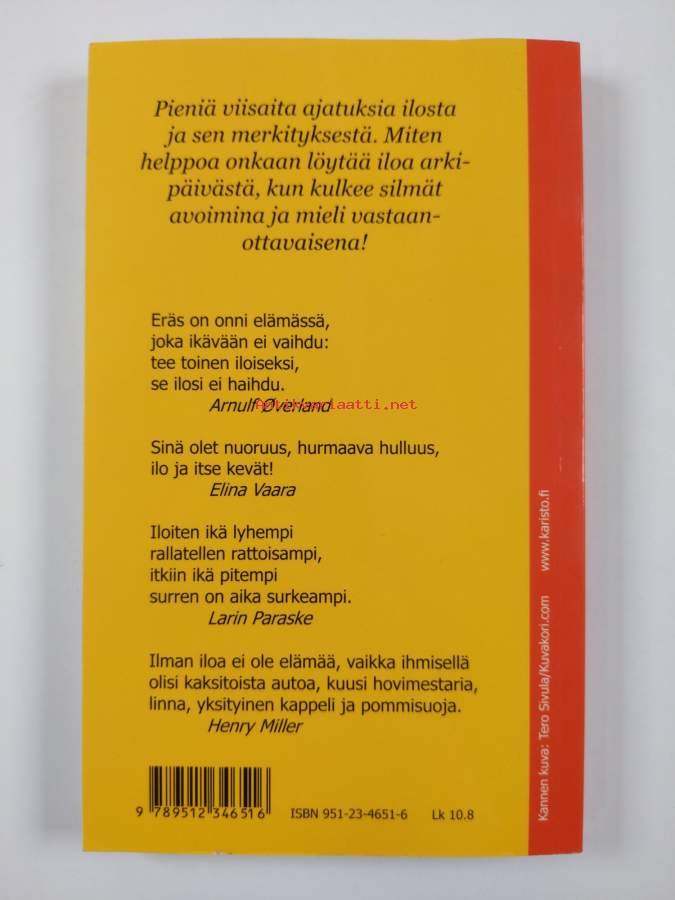 Pieniä viisaita ajatuksia ilosta
ja sen merkityksestä. Miten
helppoa onkaan löytää iloa arki-
päivästä, kun kulkee silmät
avoimina ja mieli vastaan-
ottavaisena!
Eräs on onni elämässä,
joka ikävään ei vaihdu:
tee toinen iloiseksi,
se ilosi ei haihdu.
Arnulf Øverland
Antikvariaatti.net
Sinä olet nuoruus, hurmaava hulluus,
ilo ja itse kevät!
Elina Vaara
Iloiten ikä lyhempi
rallatellen rattoisampi,
itkiin ikä pitempi
surren on aika surkeampi.
Larin Paraske
Ilman iloa ei ole elämää, vaikka ihmisellä
olisi kaksitoista autoa, kuusi hovimestaria,
linna, yksityinen kappeli ja pommisuoja.
Henry Miller
9 789512 346516
ISBN 951-23-4651-6 Lk 10.8
Kannen kuva: Tero Sivula/Kuvakori.com www.karisto.fi